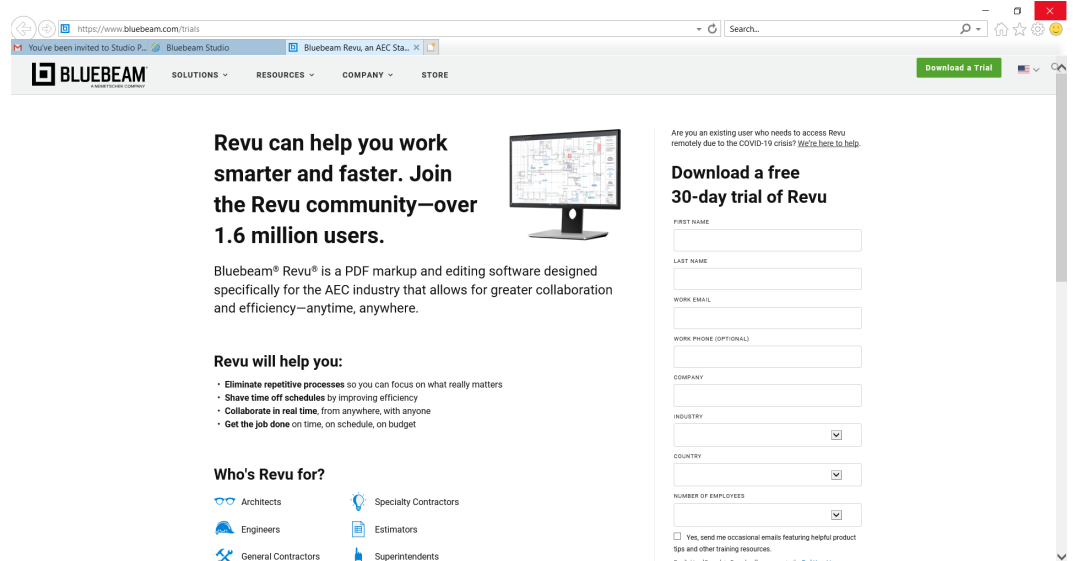 https://www.bluebeam.com/trials
Search...
You've been invited to Studio P...
Bluebeam Studio
Bluebeam Revu, an AEC Sta...
BLUEBEAM
A NEMETSCHEK COMPANY
SOLUTIONS
RESOURCES
COMPANY
STORE
Download a Trial
Revu can help you work
smarter and faster. Join
the Revu community—over
1.6 million users.
Bluebeam® Revu® is a PDF markup and editing software designed
specifically for the AEC industry that allows for greater collaboration
and efficiency—anytime, anywhere.
Revu will help you:
• Eliminate repetitive processes so you can focus on what really matters
• Shave time off schedules by improving efficiency
• Collaborate in real time, from anywhere, with anyone
• Get the job done on time, on schedule, on budget
Who's Revu for?
Architects
Specialty Contractors
Engineers
Estimators
General Contractors
Superintendents
Are you an existing user who needs to access Revu
remotely due to the COVID-19 crisis? We're here to help.
Download a free
30-day trial of Revu
FIRST NAME
LAST NAME
WORK EMAIL
WORK PHONE (OPTIONAL)
COMPANY
INDUSTRY
COUNTRY
NUMBER OF EMPLOYEES
Yes, send me occasional emails featuring helpful product
tips and other training resources.